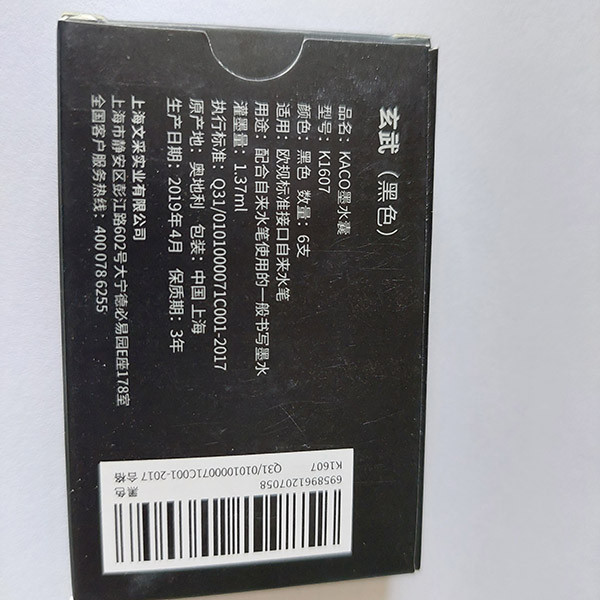 玄武（黑色）
品名：KACO墨水囊
型号：K1607
颜色：黑色 数量：6支
适用：欧规标准接口自来水笔
用途：配合自来水笔使用的一般书写墨水
灌墨量：1.37ml
执行标准：Q31/0101000071C001-2017
原产地：奥地利 包装：中国上海
生产日期：2019年4月 保质期：3年
上海文采实业有限公司
上海市静安区彭江路602号大宁德必易园E座178室
全国客户服务热线：400 0786255
6958961207058
K1607
Q31/0101000071C001-2017
黑色 合格